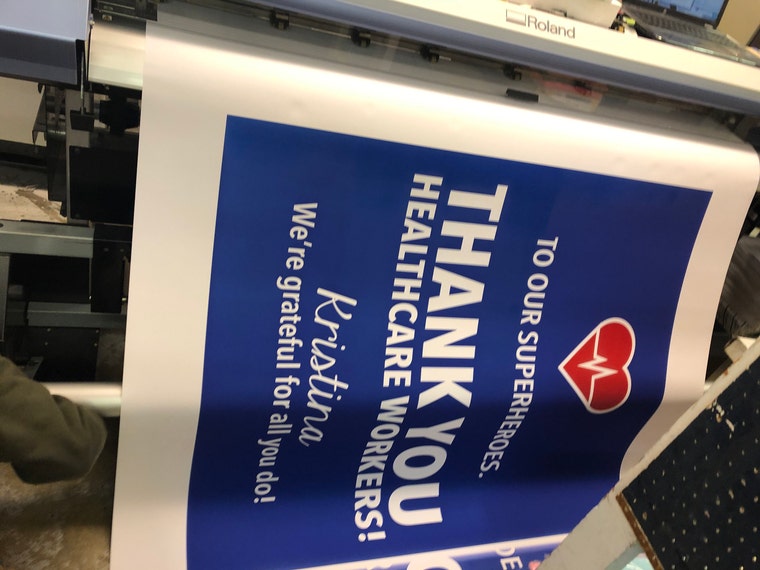 Roland
TO OUR SUPERHEROES.
THANK YOU
HEALTHCARE WORKERS!
Kristina
We're grateful for all you do!